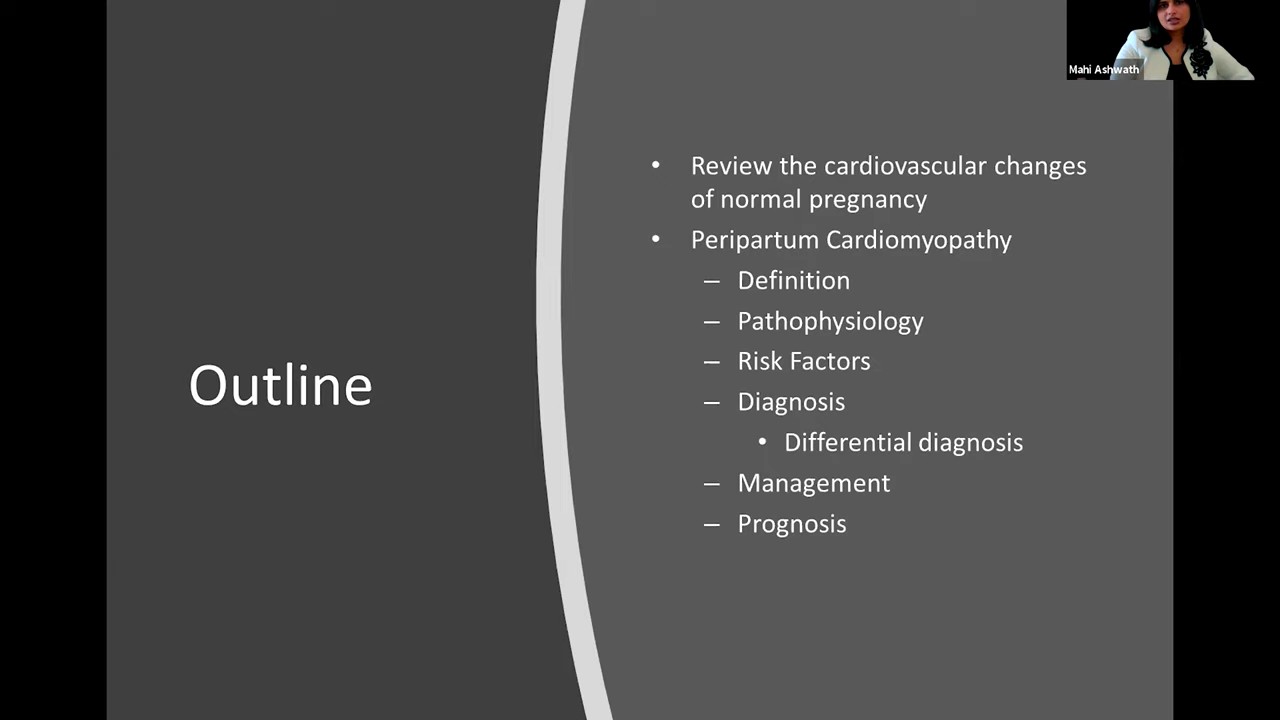 Mahi Ashwath
Outline
• Review the cardiovascular changes
of normal pregnancy
• Peripartum Cardiomyopathy
– Definition
– Pathophysiology
– Risk Factors
– Diagnosis
• Differential diagnosis
– Management
– Prognosis